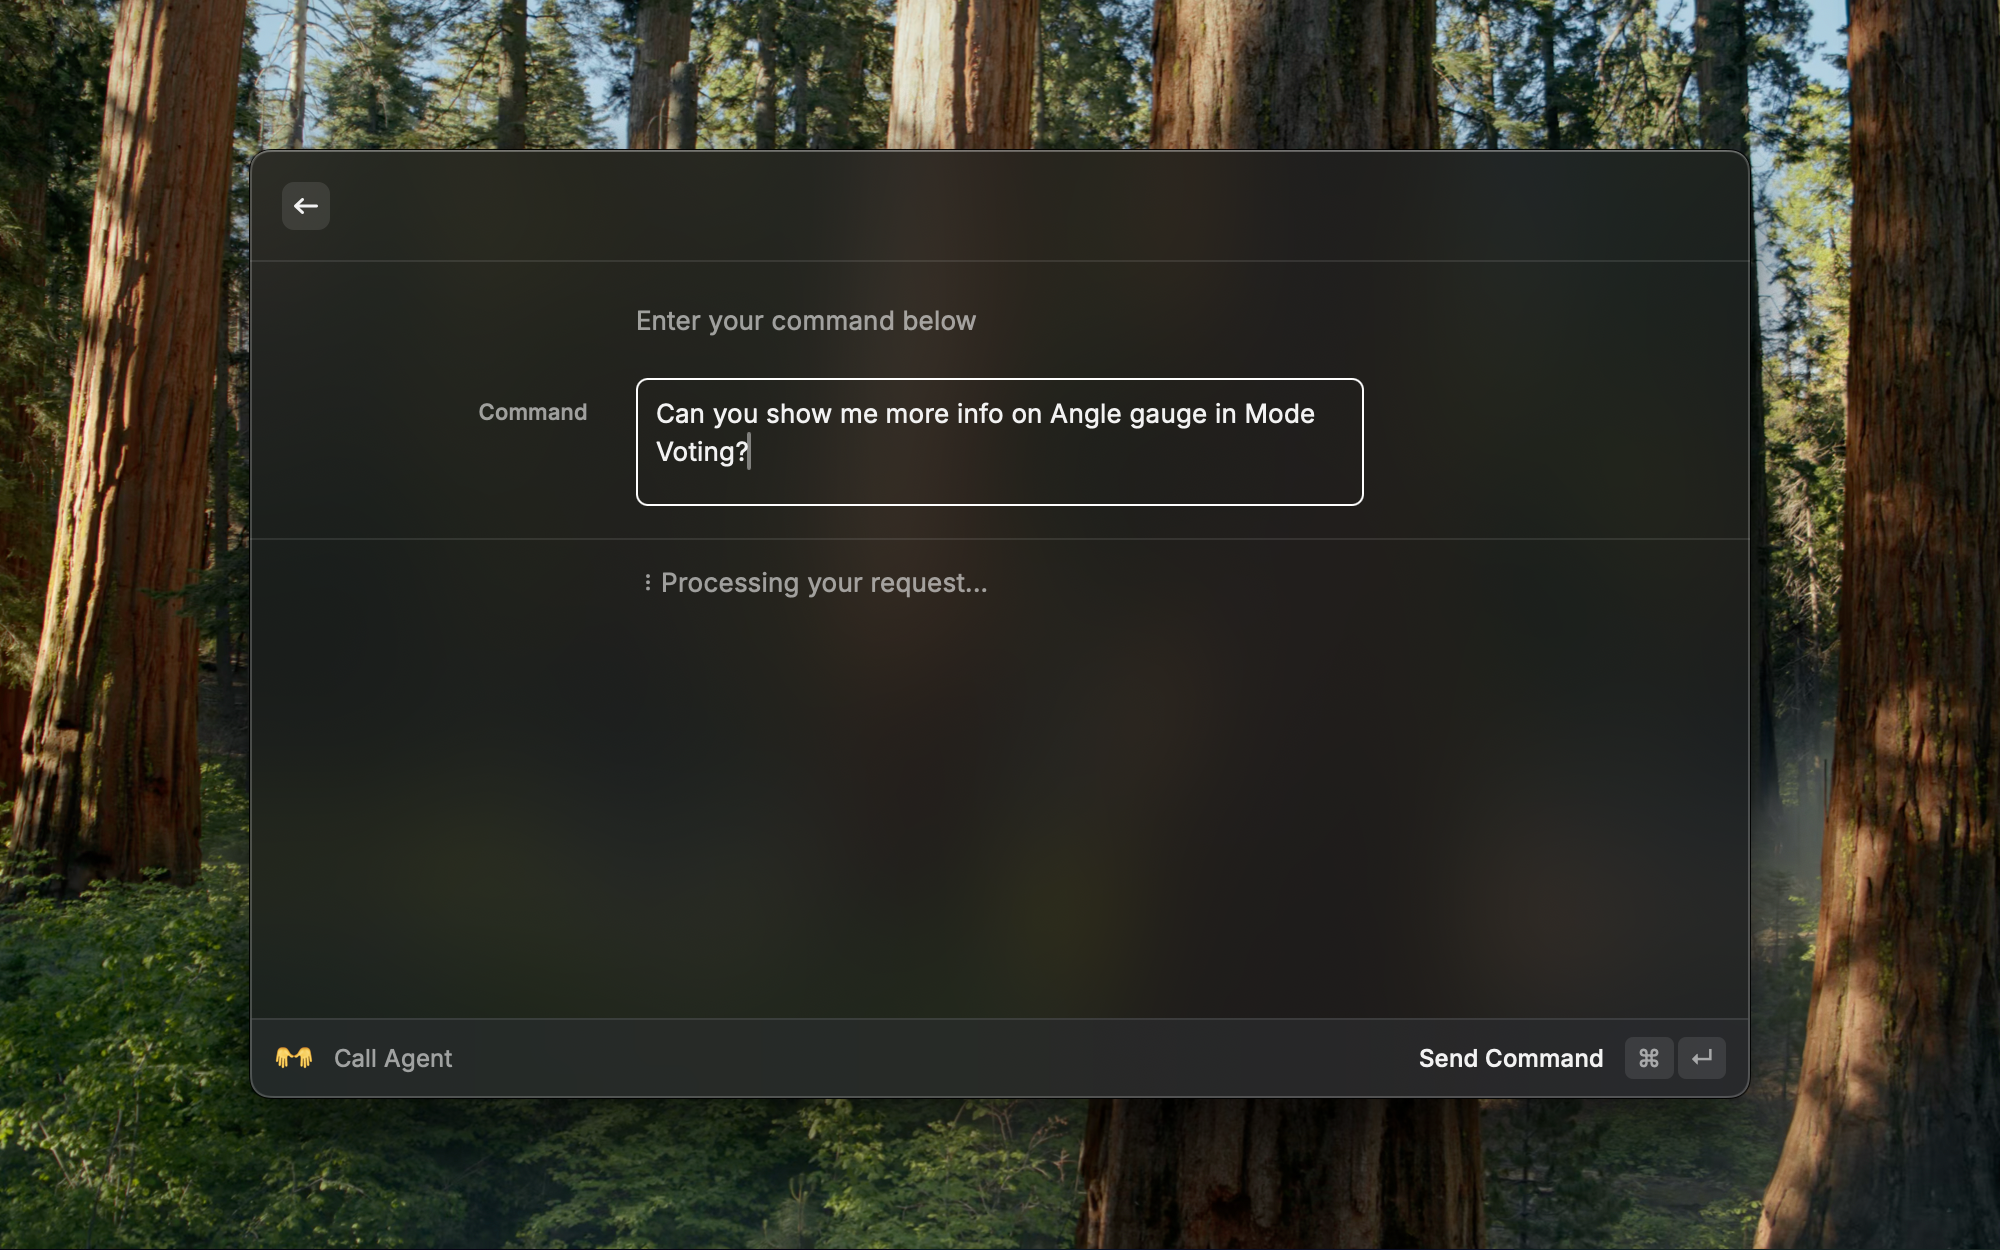 Enter your command below
Command
Can you show me more info on Angle gauge in Mode
Voting?
Processing your request...
Call Agent
Send Command ⌘ ↵